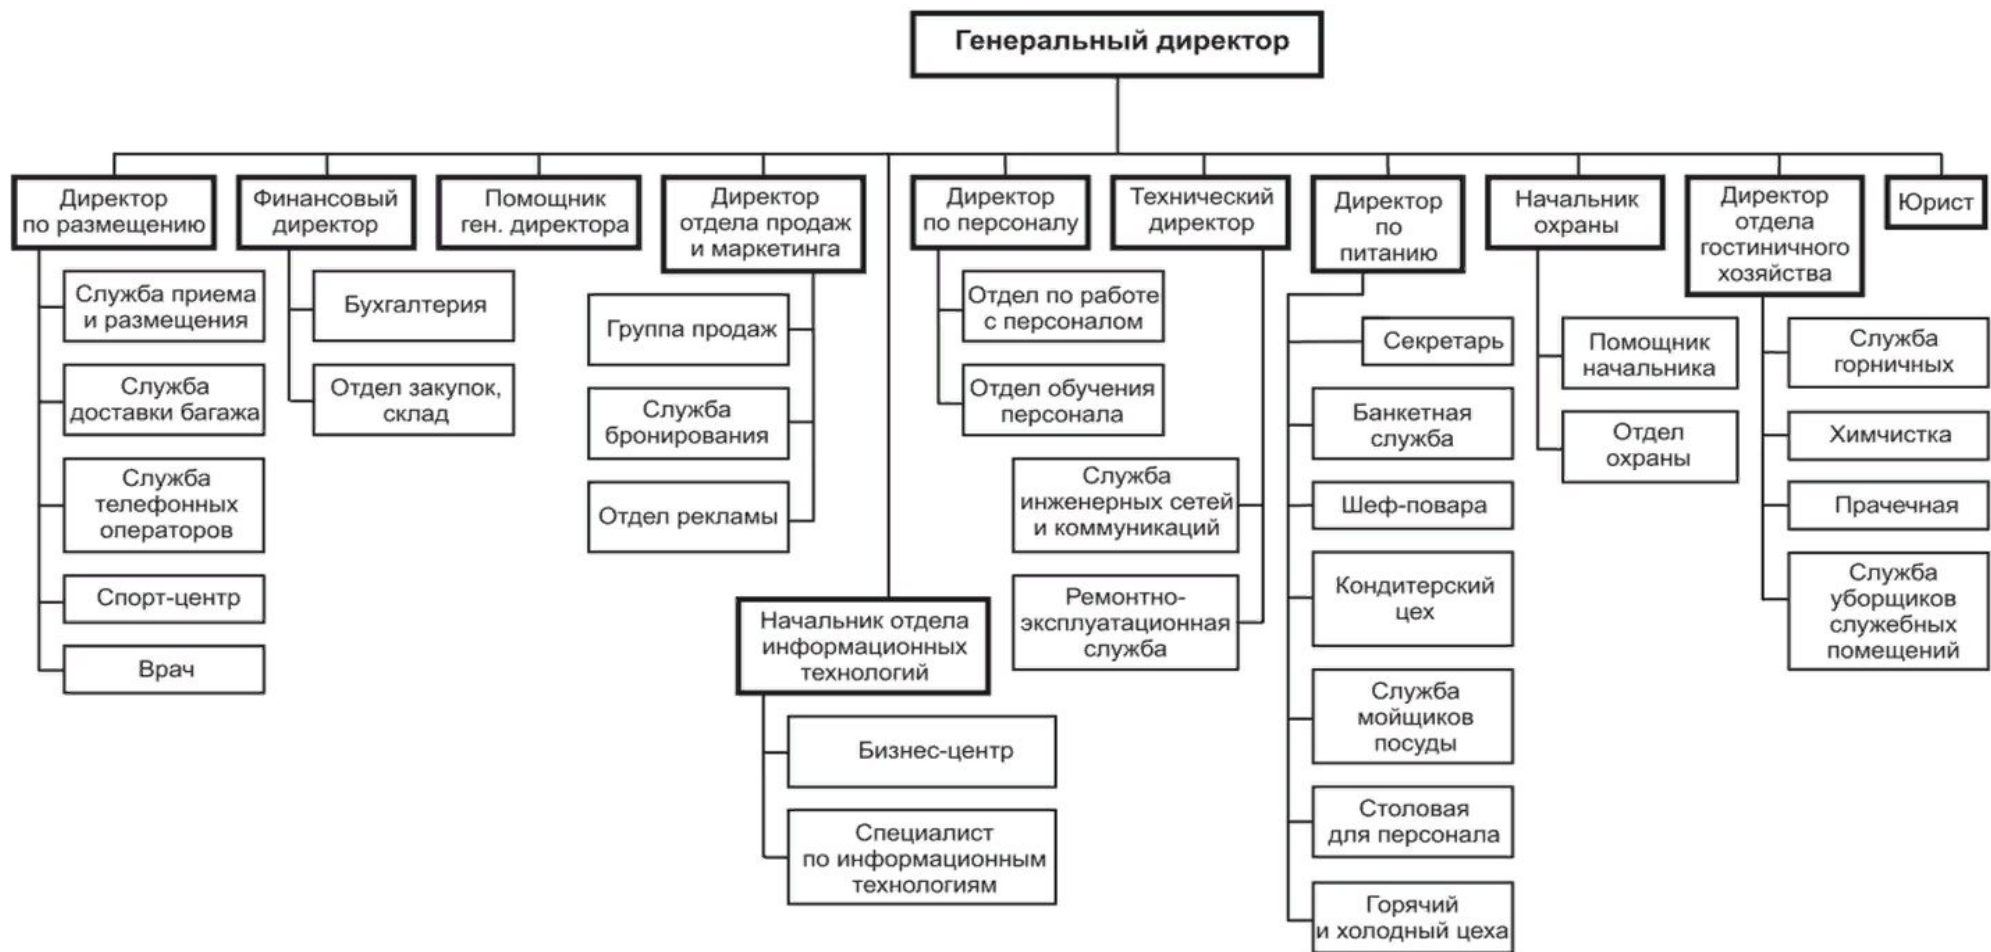 Генеральный директор
Директор
по размещению
Финансовый
директор
Помощник
ген. директора
Директор
отдела продаж
и маркетинга
Директор
по персоналу
Технический
директор
Директор
по
питанию
Начальник
охраны
Директор
отдела
гостиничного
хозяйства
Юрист
Служба приема
и размещения
Служба
доставки багажа
Служба
телефонных
операторов
Спорт-центр
Врач
Бухгалтерия
Отдел закупок,
склад
Группа продаж
Служба
бронирования
Отдел рекламы
Начальник отдела
информационных
технологий
Бизнес-центр
Специалист
по информационным
технологиям
Отдел по работе
с персоналом
Отдел обучения
персонала
Служба
инженерных сетей
и коммуникаций
Ремонтно-
эксплуатационная
служба
Секретарь
Банкетная
служба
Шеф-повара
Кондитерский
цех
Служба
мойщиков
посуды
Столовая
для персонала
Горячий
и холодный цеха
Помощник
начальника
Отдел
охраны
Служба
горничных
Химчистка
Прачечная
Служба
уборщиков
служебных
помещений